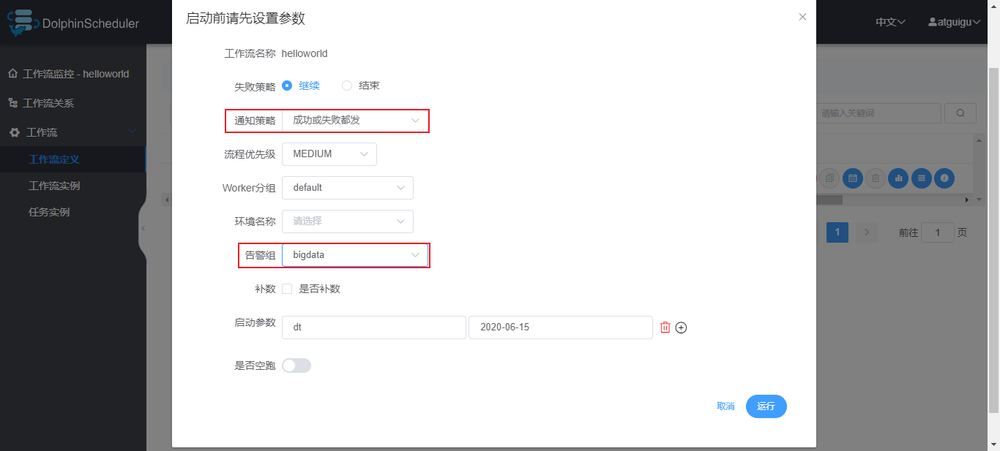 DolphinScheduler
中文
atguigu
工作流监控 - helloworld
工作流关系
工作流
工作流定义
工作流实例
任务实例
启动前请先设置参数
工作流名称 helloworld
失败策略 继续 结束
通知策略 成功或失败都发
流程优先级 MEDIUM
Worker分组 default
环境名称 请选择
告警组 bigdata
补数 是否补数
启动参数 dt 2020-06-15
是否空跑
取消 运行
请输入关键词
1
前往 1 页